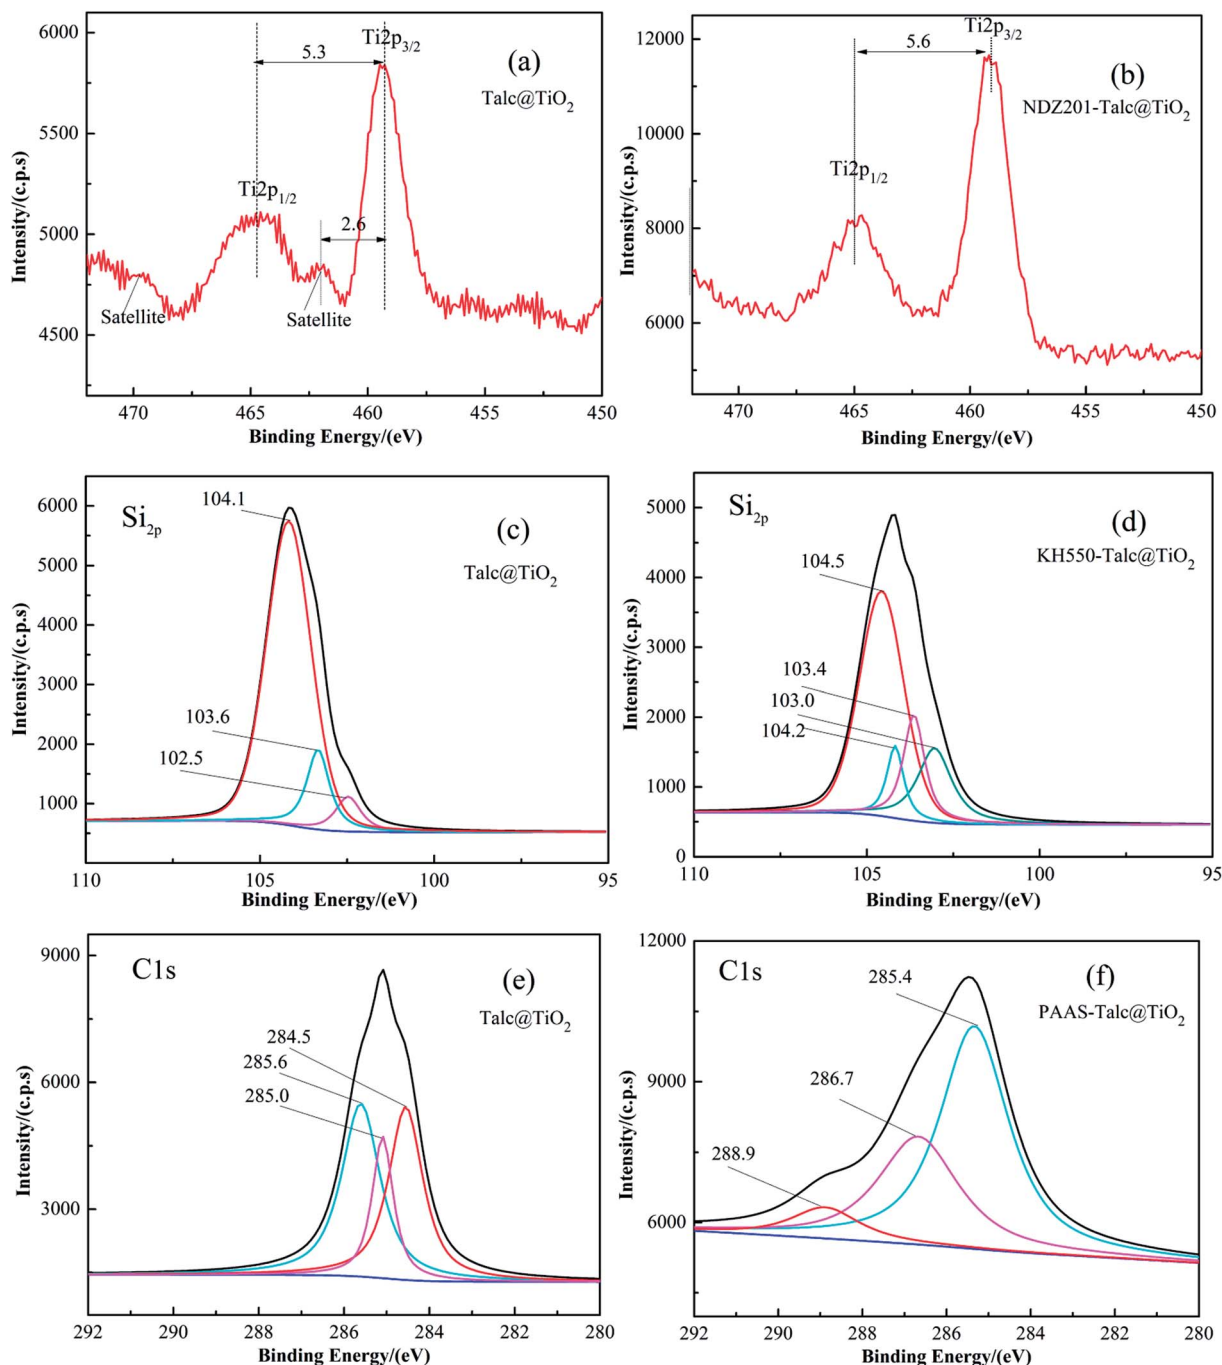 6000
5500
5000
4500
Intensity/(c.p.s)
Ti2p3/2
5.3
(a)
Talc@TiO2
Ti2p1/2
2.6
Satellite
Satellite
470
465
460
455
450
Binding Energy/(eV)
12000
10000
8000
6000
Intensity/(c.p.s)
Ti2p3/2
5.6
(b)
NDZ201-Talc@TiO2
Ti2p1/2
470
465
460
455
450
Binding Energy/(eV)
6000
5000
4000
3000
2000
1000
Intensity/(c.p.s)
Si2p
104.1
(c)
Talc@TiO2
103.6
102.5
110
105
100
95
Binding Energy/(eV)
5000
4000
3000
2000
1000
0
Intensity/(c.p.s)
Si2p
(d)
KH550-Talc@TiO2
104.5
103.4
103.0
104.2
110
105
100
95
Binding Energy/(eV)
9000
6000
3000
Intensity/(c.p.s)
C1s
(e)
Talc@TiO2
284.5
285.6
285.0
292
290
288
286
284
282
280
Binding Energy/(eV)
12000
9000
6000
Intensity/(c.p.s)
C1s
285.4
(f)
PAAS-Talc@TiO2
286.7
288.9
292
290
288
286
284
282
280
Binding Energy/(eV)